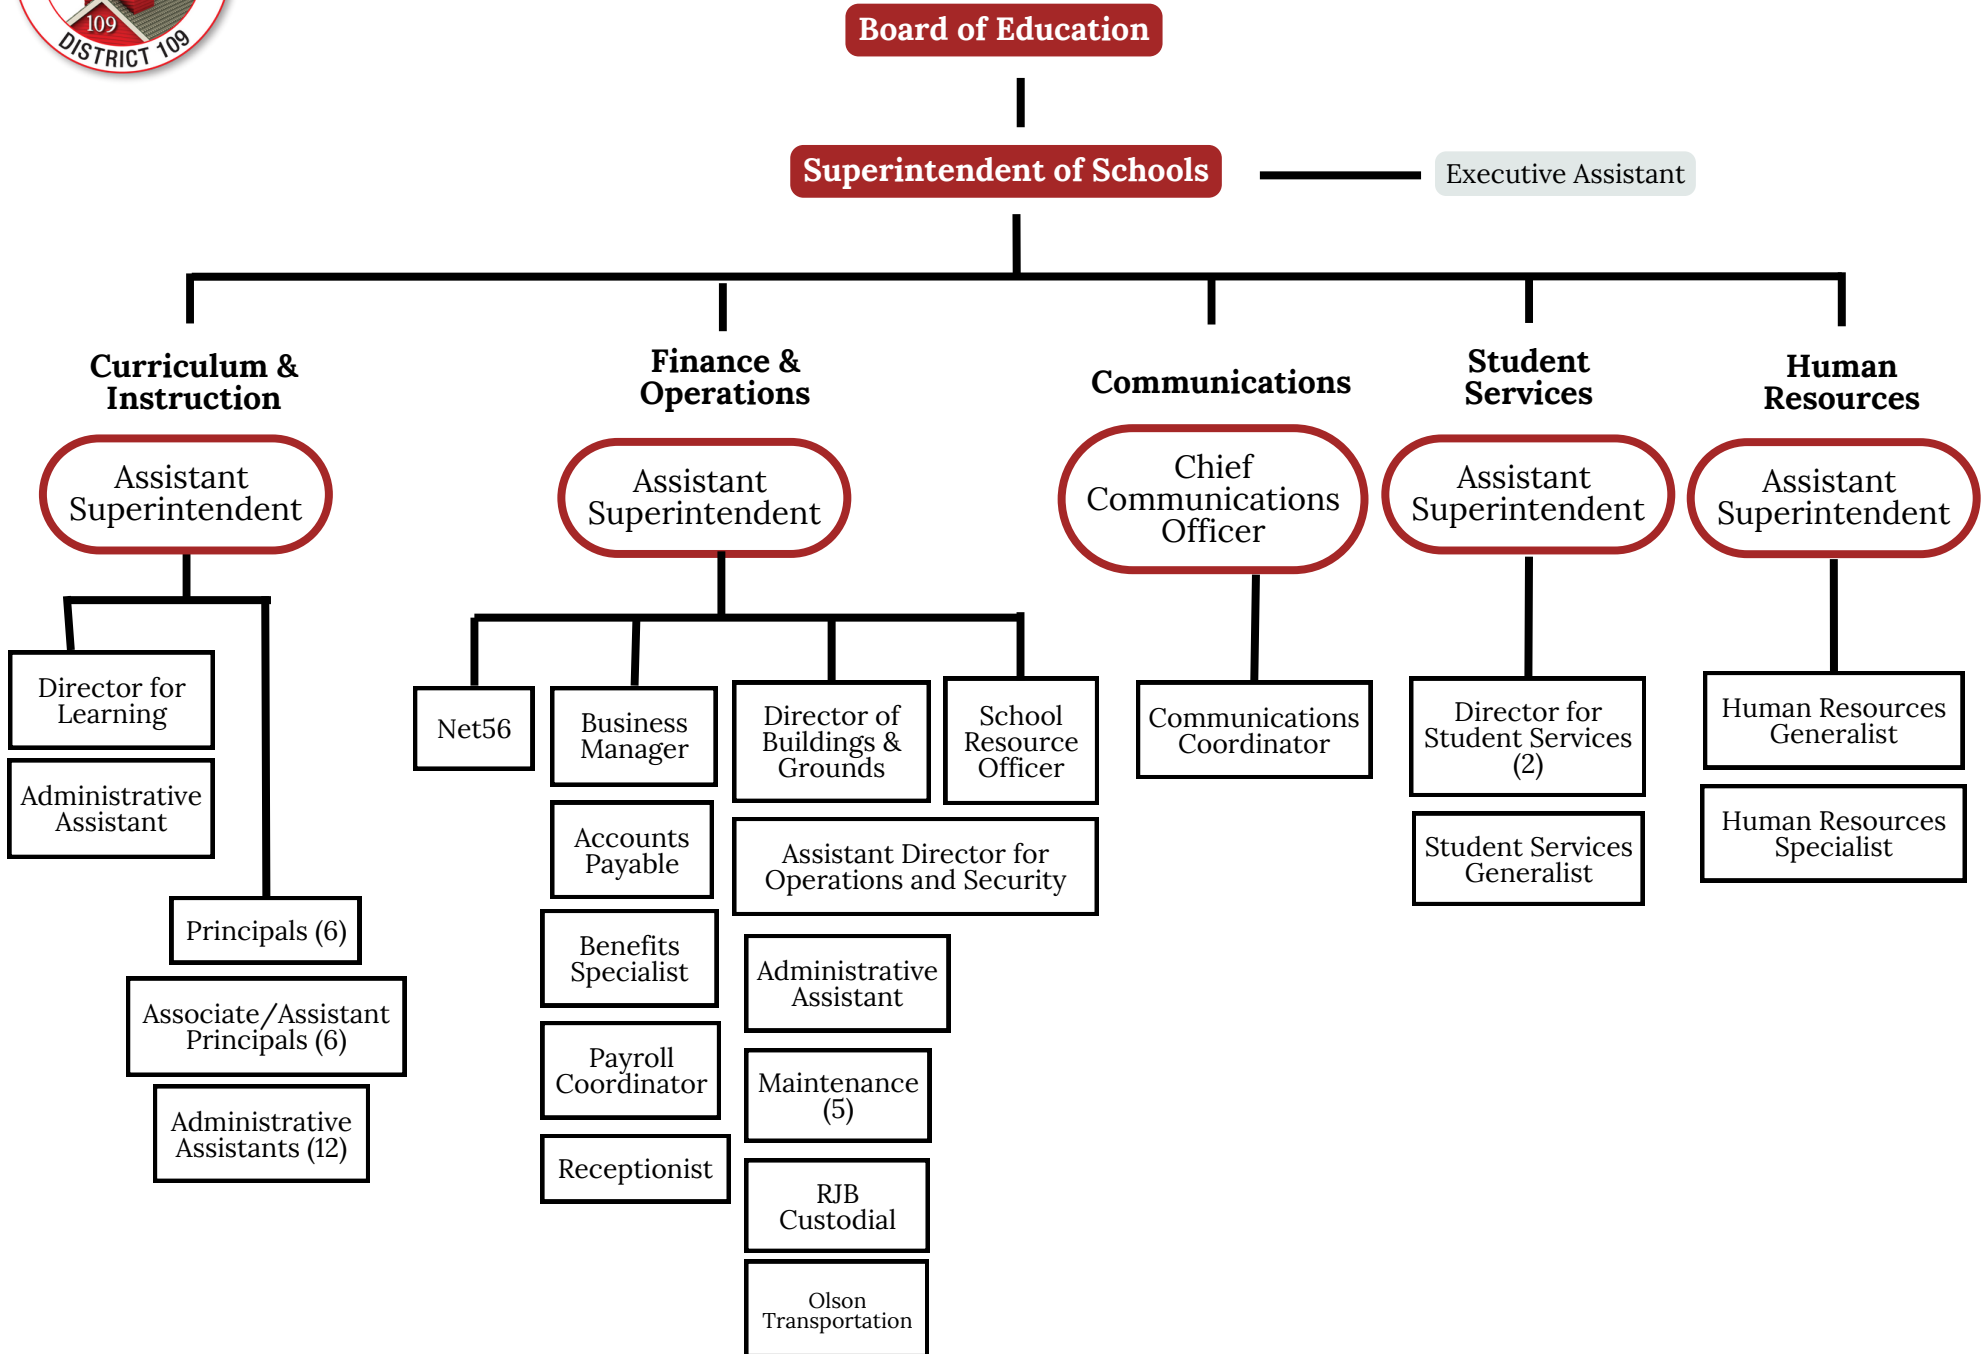 109
DISTRICT 109
Board of Education
Superintendent of Schools
Executive Assistant
Curriculum &
Instruction
Assistant
Superintendent
Director for
Learning
Administrative
Assistant
Principals (6)
Associate/Assistant
Principals (6)
Administrative
Assistants (12)
Finance &
Operations
Assistant
Superintendent
Net56
Business
Manager
Accounts
Payable
Benefits
Specialist
Payroll
Coordinator
Receptionist
Director of
Buildings &
Grounds
School
Resource
Officer
Assistant Director for
Operations and Security
Administrative
Assistant
Maintenance
(5)
RJB
Custodial
Olson
Transportation
Communications
Chief
Communications
Officer
Communications
Coordinator
Student
Services
Assistant
Superintendent
Director for
Student Services
(2)
Student Services
Generalist
Human
Resources
Assistant
Superintendent
Human Resources
Generalist
Human Resources
Specialist